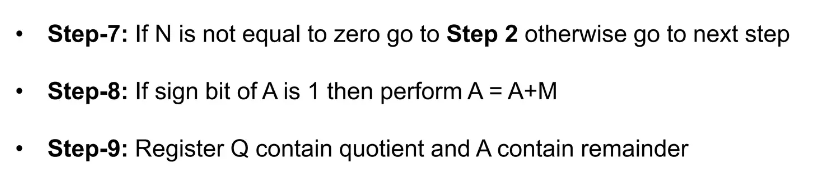 • Step-7: If N is not equal to zero go to Step 2 otherwise go to next step
• Step-8: If sign bit of A is 1 then perform A = A+M
• Step-9: Register Q contain quotient and A contain remainder